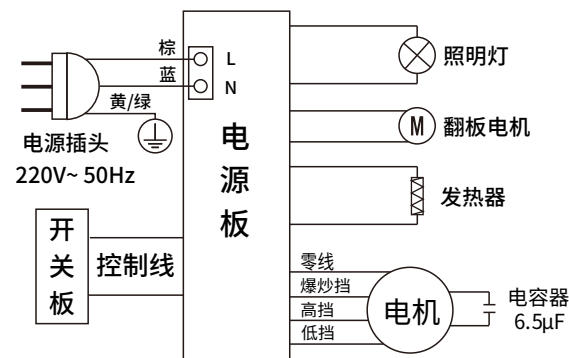 棕
L
蓝
N
黄/绿
电源插头
220V~ 50Hz
电源板
开关板
控制线
照明灯
M
翻板电机
发热器
零线
爆炒挡
高挡
低挡
电机
电容器
6.5μF